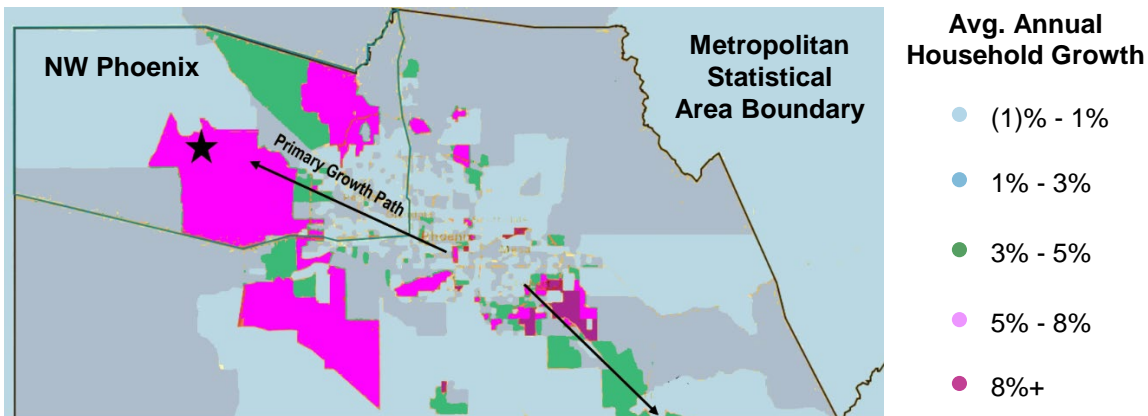 NW Phoenix
Metropolitan
Statistical
Area Boundary
Primary Growth Path
Avg. Annual
Household Growth
(1)% - 1%
1% - 3%
3% - 5%
5% - 8%
8%+